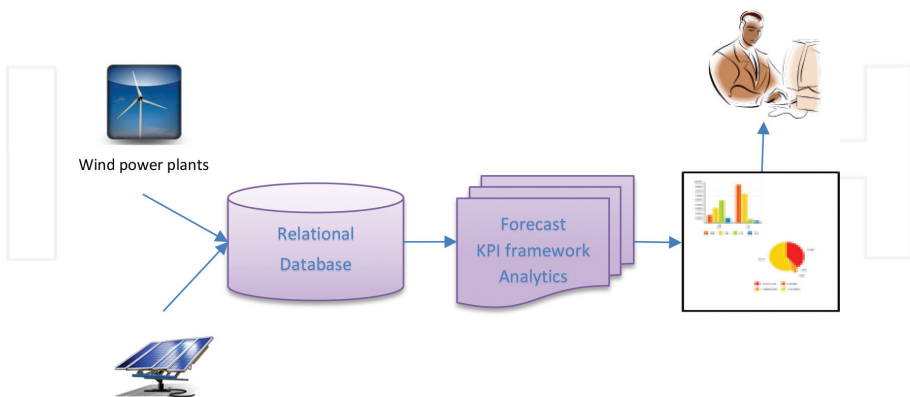 Wind power plants
Relational
Database
Forecast
KPI framework
Analytics